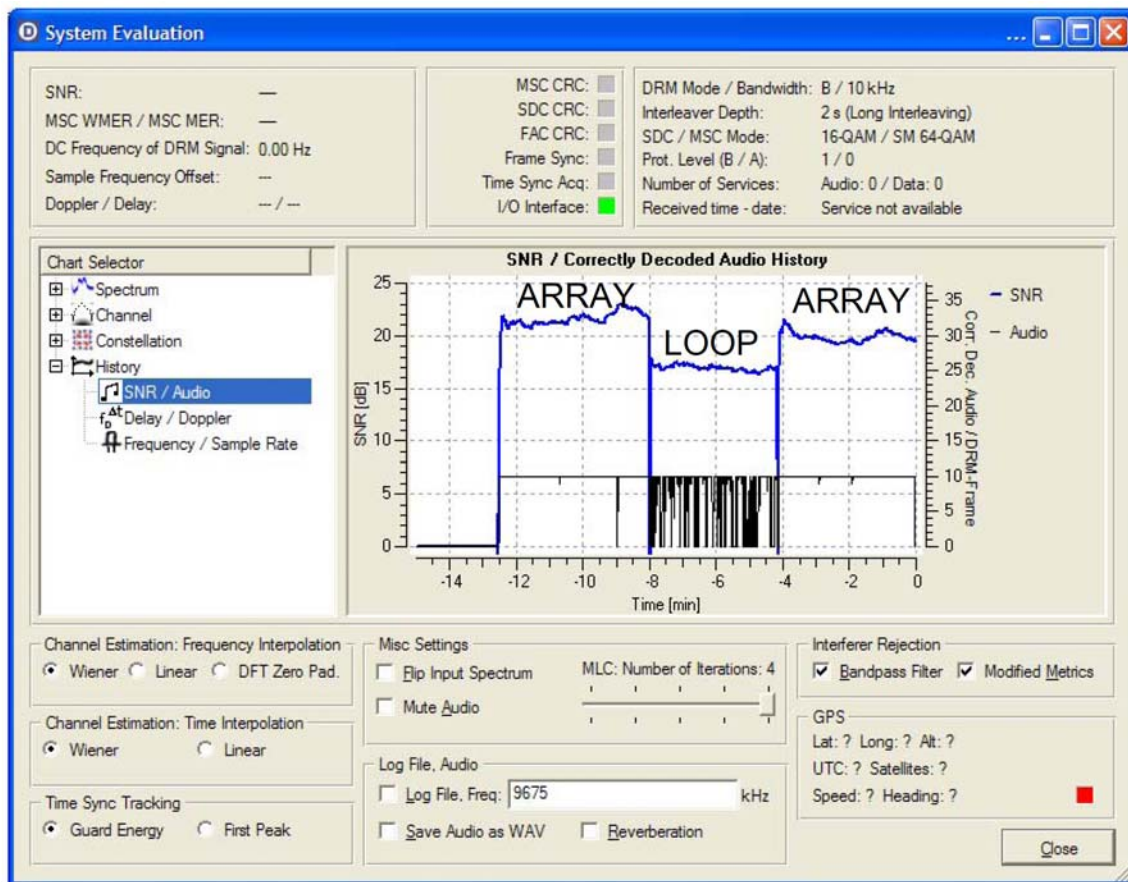 System Evaluation
...
SNR: —
MSC WMER / MSC MER: —
DC Frequency of DRM Signal: 0.00 Hz
Sample Frequency Offset: ---
Doppler / Delay: --- / ---
MSC CRC:
SDC CRC:
FAC CRC:
Frame Sync:
Time Sync Acq:
I/O Interface:
DRM Mode / Bandwidth: B / 10 kHz
Interleaver Depth: 2 s (Long Interleaving)
SDC / MSC Mode: 16-QAM / SM 64-QAM
Prot. Level (B / A): 1 / 0
Number of Services: Audio: 0 / Data: 0
Received time - date: Service not available
Chart Selector
Spectrum
Channel
Constellation
History
SNR / Audio
Delay / Doppler
Frequency / Sample Rate
SNR / Correctly Decoded Audio History
ARRAY
LOOP
ARRAY
SNR [dB]
25
20
15
10
5
0
35
30
25
20
15
10
5
0
Corr. Dec. Audio / DRM-Frame
-14 -12 -10 -8 -6 -4 -2 0
Time [min]
SNR
Audio
Channel Estimation: Frequency Interpolation
Wiener Linear DFT Zero Pad.
Channel Estimation: Time Interpolation
Wiener Linear
Time Sync Tracking
Guard Energy First Peak
Misc Settings
Flip Input Spectrum
Mute Audio
MLC: Number of Iterations: 4
Log File, Audio
Log File, Freq: 9675 kHz
Save Audio as WAV Reverberation
Interferer Rejection
Bandpass Filter Modified Metrics
GPS
Lat: ? Long: ? Alt: ?
UTC: ? Satellites: ?
Speed: ? Heading: ?
Close